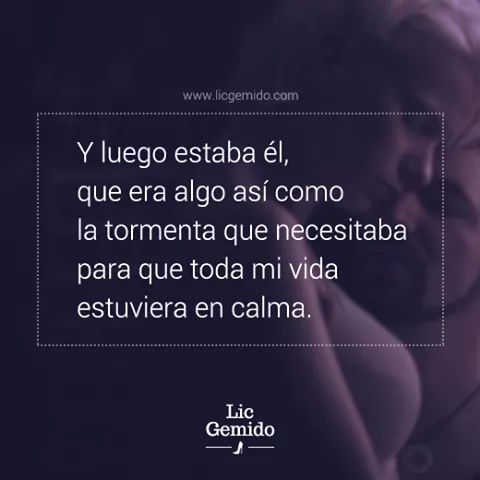 www.licgemido.com
Y luego estaba él,
que era algo así como
la tormenta que necesitaba
para que toda mi vida
estuviera en calma.
Lic
Gemido